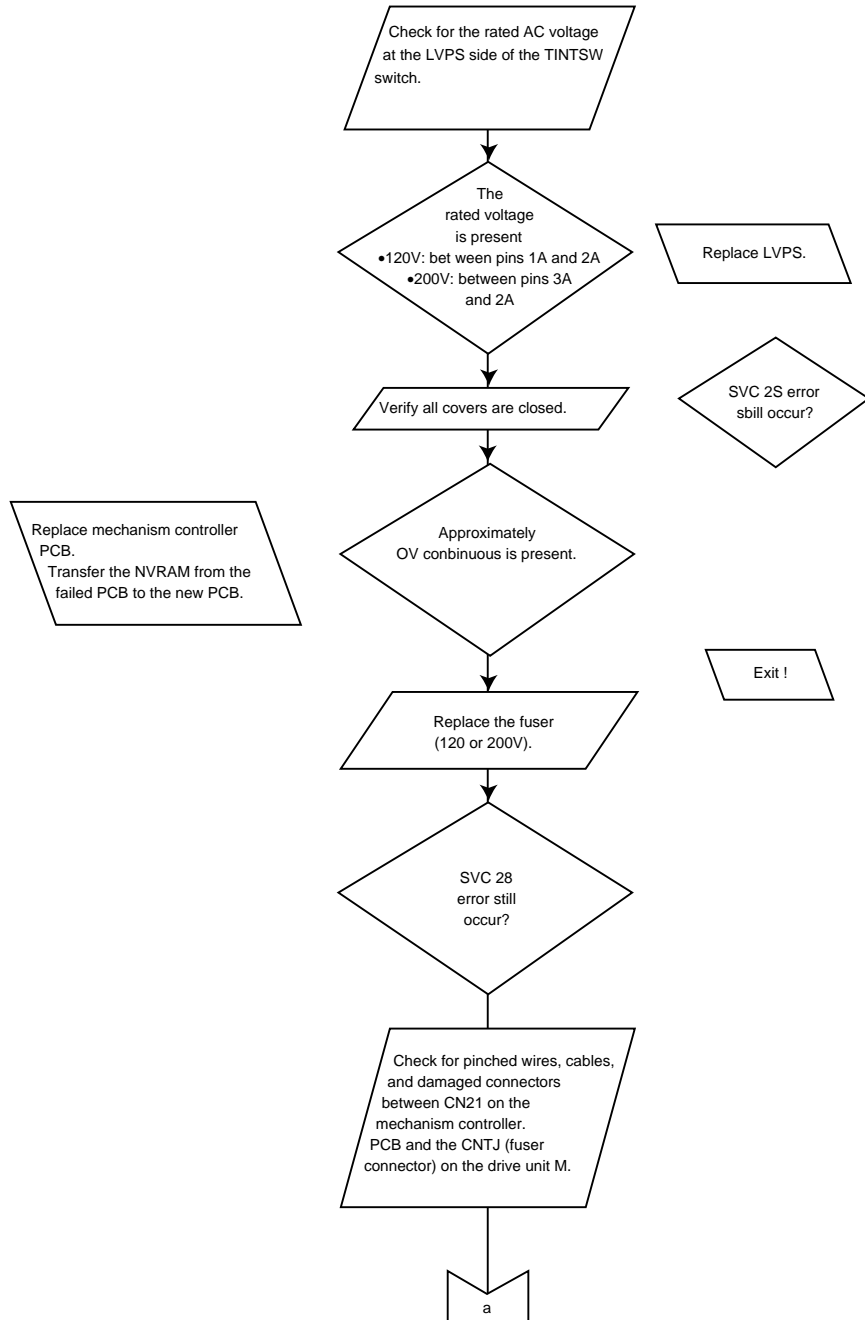 Check for the rated AC voltage
at the LVPS side of the TINTSW
switch.
The
rated voltage
is present
•120V: bet ween pins 1A and 2A
•200V: between pins 3A
and 2A
Replace LVPS.
Verify all covers are closed.
SVC 2S error
sbill occur?
Approximately
OV conbinuous is present.
Replace mechanism controller
PCB.
Transfer the NVRAM from the
failed PCB to the new PCB.
Exit !
Replace the fuser
(120 or 200V).
SVC 28
error still
occur?
Check for pinched wires, cables,
and damaged connectors
between CN21 on the
mechanism controller.
PCB and the CNTJ (fuser
connector) on the drive unit M.
a